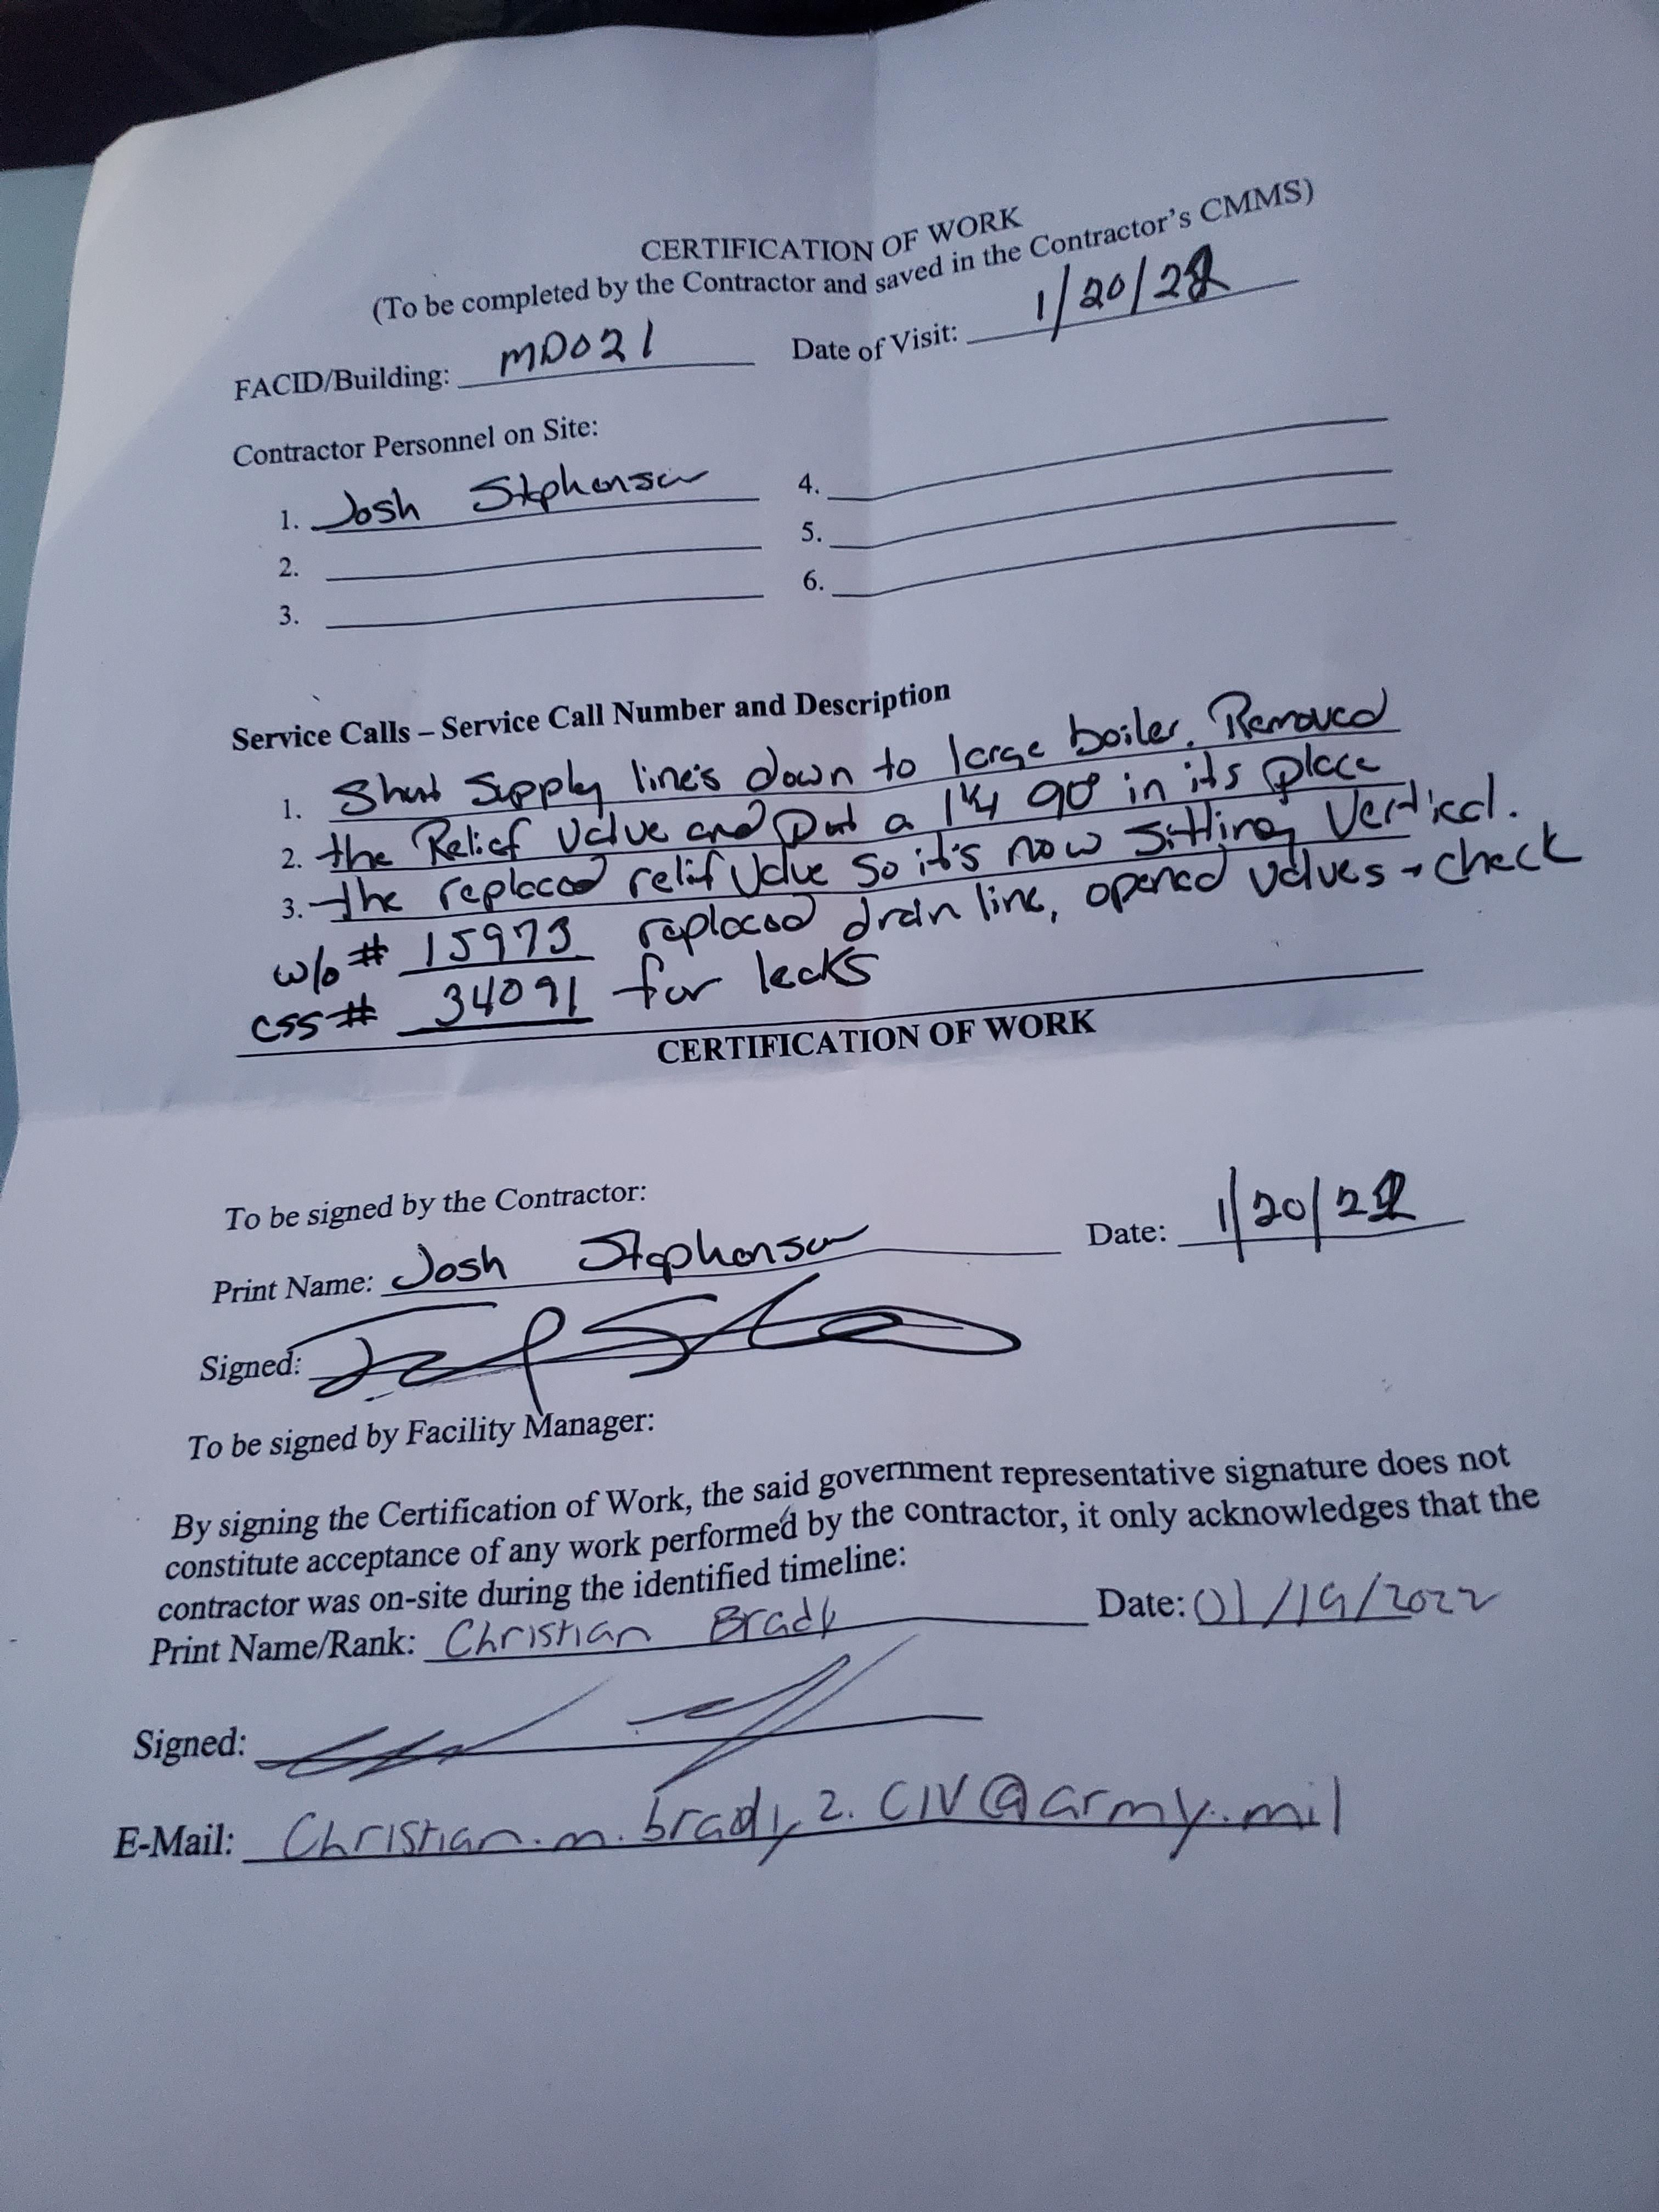 CERTIFICATION OF WORK
(To be completed by the Contractor and saved in the Contractor's CMMS)
FACID/Building: MD021 Date of Visit: 1/20/22
Contractor Personnel on Site:
1. Josh Stephenson 4.
2. 5.
3. 6.
Service Calls – Service Call Number and Description
1. Shut Supply line's down to large boiler. Removed
2. the Relief Valve and Put a 1 1/4 90° in its place
3. the replaced relif Valve So it's now Sitting Vertical.
w/o # 15973 replaced drain line, opened valves + check
css # 34091 for leaks
CERTIFICATION OF WORK
To be signed by the Contractor:
Print Name: Josh Stephenson Date: 1/20/22
Signed:
To be signed by Facility Manager:
By signing the Certification of Work, the said government representative signature does not
constitute acceptance of any work performed by the contractor, it only acknowledges that the
contractor was on-site during the identified timeline:
Print Name/Rank: Christian Brady Date: 01/19/2022
Signed:
E-Mail: Christian.m.brady2.CIV@army.mil